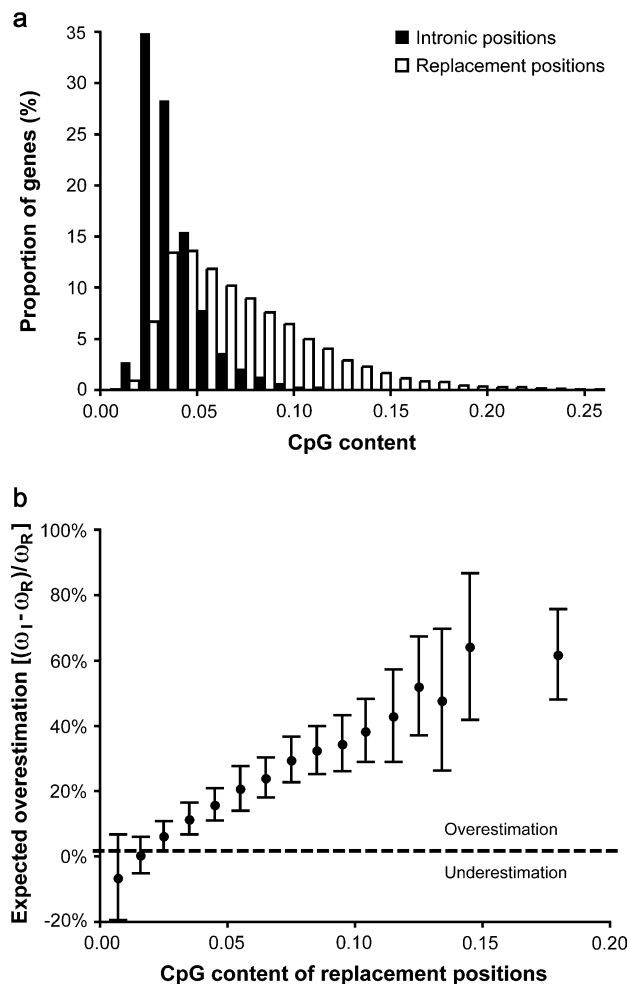 a
Intronic positions
Replacement positions
Proportion of genes (%)
35
30
25
20
15
10
5
0
0.00 0.05 0.10 0.15 0.20 0.25
CpG content
b
Expected overestimation [(ωI-ωR)/ωR]
100%
80%
60%
40%
20%
0%
-20%
Overestimation
Underestimation
0.00 0.05 0.10 0.15 0.20
CpG content of replacement positions